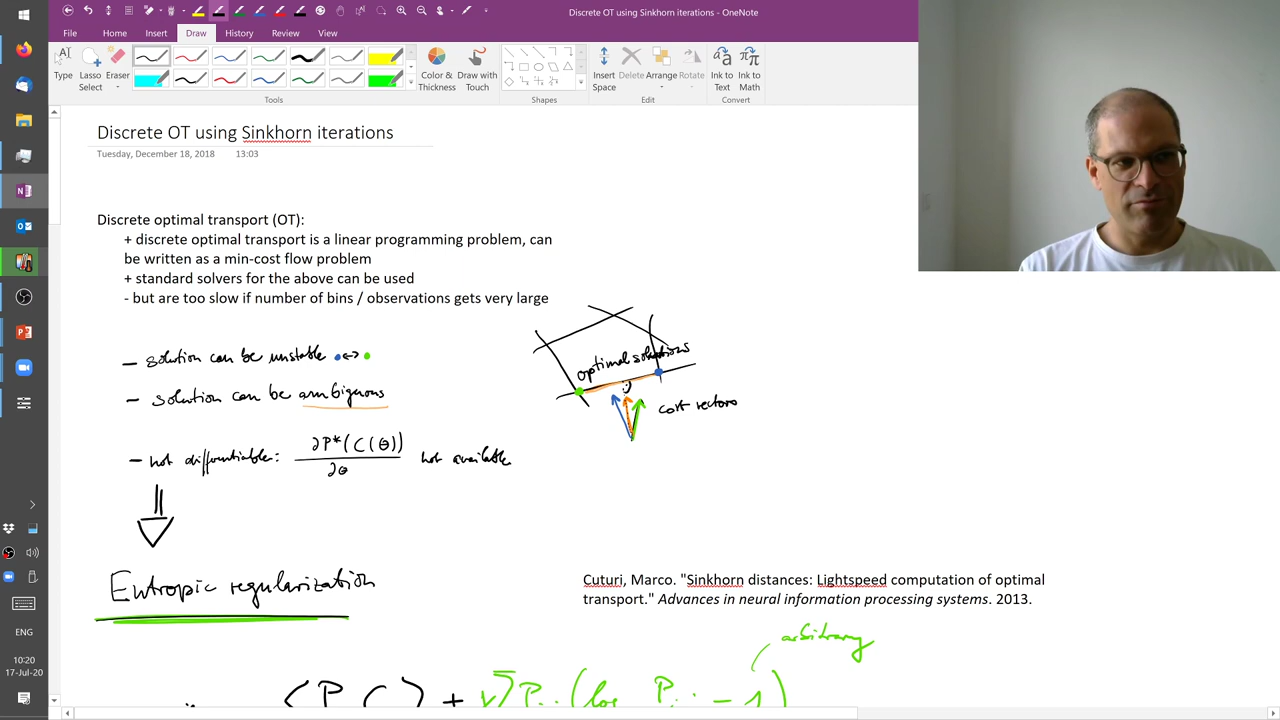 Discrete OT using Sinkhorn iterations - OneNote
File Home Insert Draw History Review View
Type
Lasso Select
Eraser
Color & Thickness
Draw with Touch
Insert Space
Delete
Arrange
Rotate
Ink to Text
Ink to Math
Tools Shapes Edit Convert
Discrete OT using Sinkhorn iterations
Tuesday, December 18, 2018 13:03
Discrete optimal transport (OT):
+ discrete optimal transport is a linear programming problem, can
be written as a min-cost flow problem
+ standard solvers for the above can be used
- but are too slow if number of bins / observations gets very large
- solution can be unstable
optimal solutions
- solution can be ambiguous
cost vectors
- not differentiable: ∂P*(C(θ)) / ∂θ not available
Entropic regularization
Cuturi, Marco. "Sinkhorn distances: Lightspeed computation of optimal
transport." Advances in neural information processing systems. 2013.
arbitrary
ENG
10:20
17-Jul-20